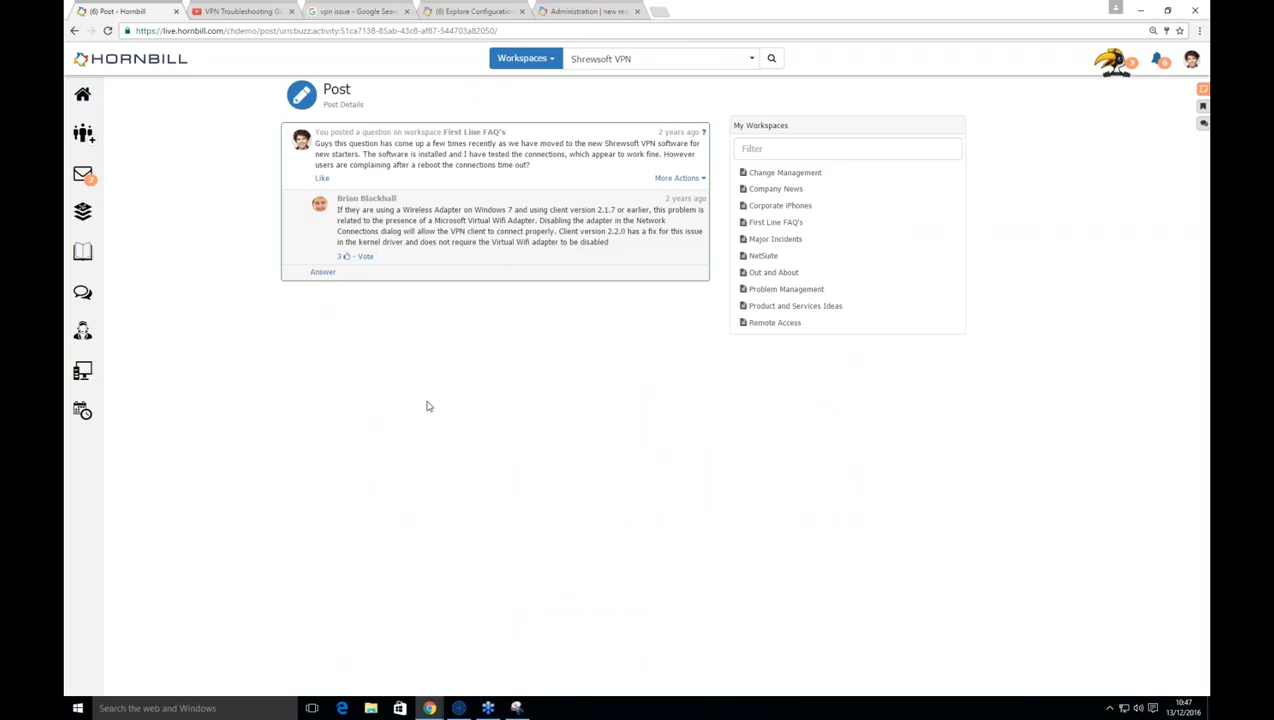 (6) Post - Hornbill
VPN Troubleshooting Gu
vpn issue - Google Sear
(6) Explore Configuration
Administration | new rea
https://live.hornbill.com/chdemo/post/urn:buzz:activity:51ca7138-85ab-43c8-af87-544703a82050/
HORNBILL
Workspaces
Shrewsoft VPN
3
6
Post
Post Details
You posted a question on workspace First Line FAQ's
2 years ago ?
Guys this question has come up a few times recently as we have moved to the new Shrewsoft VPN software for
new starters. The software is installed and I have tested the connections, which appear to work fine. However
users are complaining after a reboot the connections time out?
Like
More Actions
Brian Blackhall
2 years ago
If they are using a Wireless Adapter on Windows 7 and using client version 2.1.7 or earlier, this problem is
related to the presence of a Microsoft Virtual Wifi Adapter. Disabling the adapter in the Network
Connections dialog will allow the VPN client to connect properly. Client version 2.2.0 has a fix for this issue
in the kernel driver and does not require the Virtual Wifi adapter to be disabled
3 - Vote
Answer
My Workspaces
Filter
Change Management
Company News
Corporate iPhones
First Line FAQ's
Major Incidents
NetSuite
Out and About
Problem Management
Product and Services Ideas
Remote Access
2
Search the web and Windows
10:47
13/12/2016